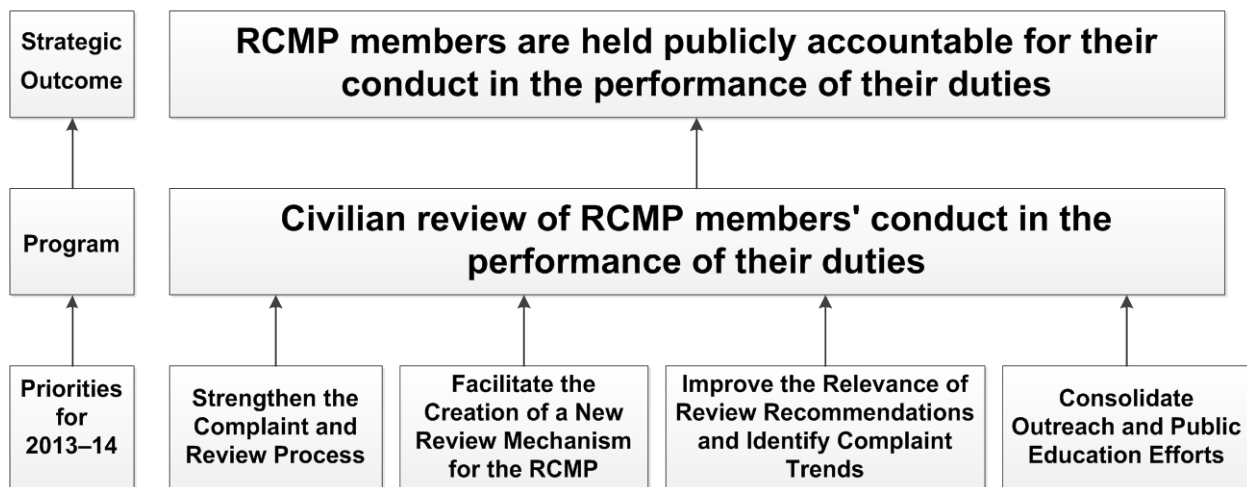 Strategic
Outcome
RCMP members are held publicly accountable for their
conduct in the performance of their duties
Program
Civilian review of RCMP members' conduct in the
performance of their duties
Priorities
for
2013–14
Strengthen the
Complaint and
Review Process
Facilitate the
Creation of a New
Review Mechanism
for the RCMP
Improve the Relevance of
Review Recommendations
and Identify Complaint
Trends
Consolidate
Outreach and Public
Education Efforts